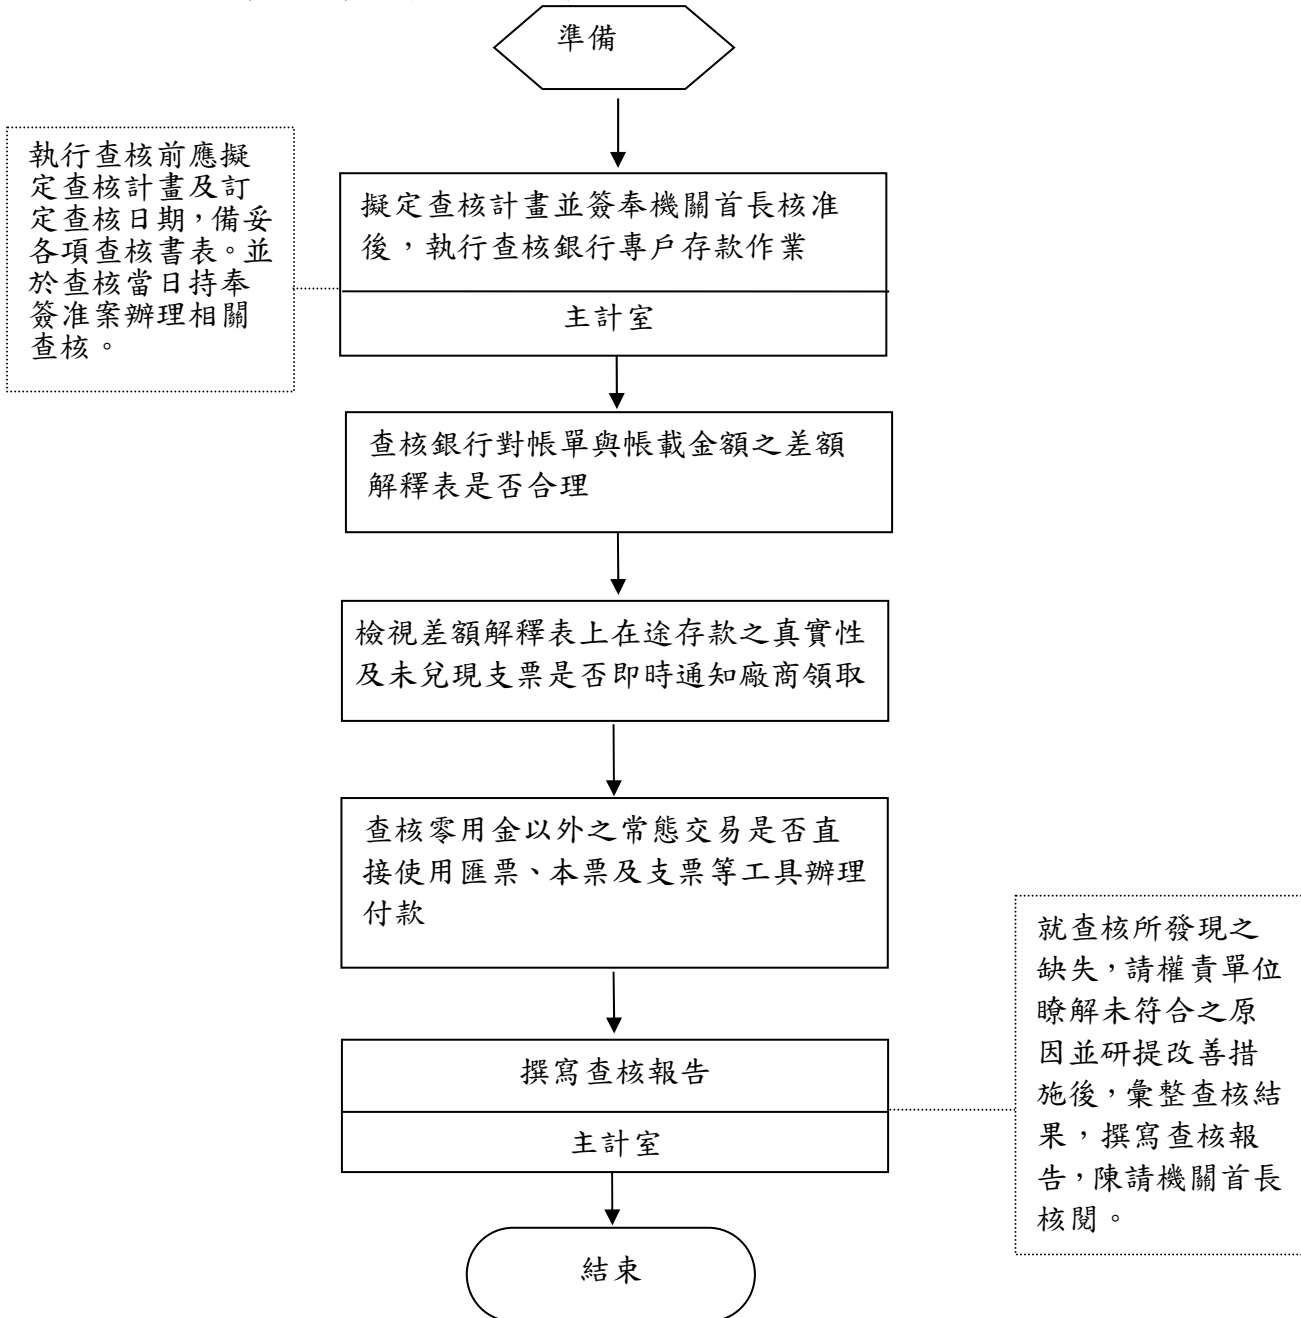 準備
執行查核前應擬
定查核計畫及訂
定查核日期，備妥
各項查核書表。並
於查核當日持奉
簽准案辦理相關
查核。
擬定查核計畫並簽奉機關首長核准
後，執行查核銀行專戶存款作業
主計室
查核銀行對帳單與帳載金額之差額
解釋表是否合理
檢視差額解釋表上在途存款之真實性
及未兌現支票是否即時通知廠商領取
查核零用金以外之常態交易是否直
接使用匯票、本票及支票等工具辦理
付款
就查核所發現之
缺失，請權責單位
瞭解未符合之原
因並研提改善措
施後，彙整查核結
果，撰寫查核報
告，陳請機關首長
核閱。
撰寫查核報告
主計室
結束